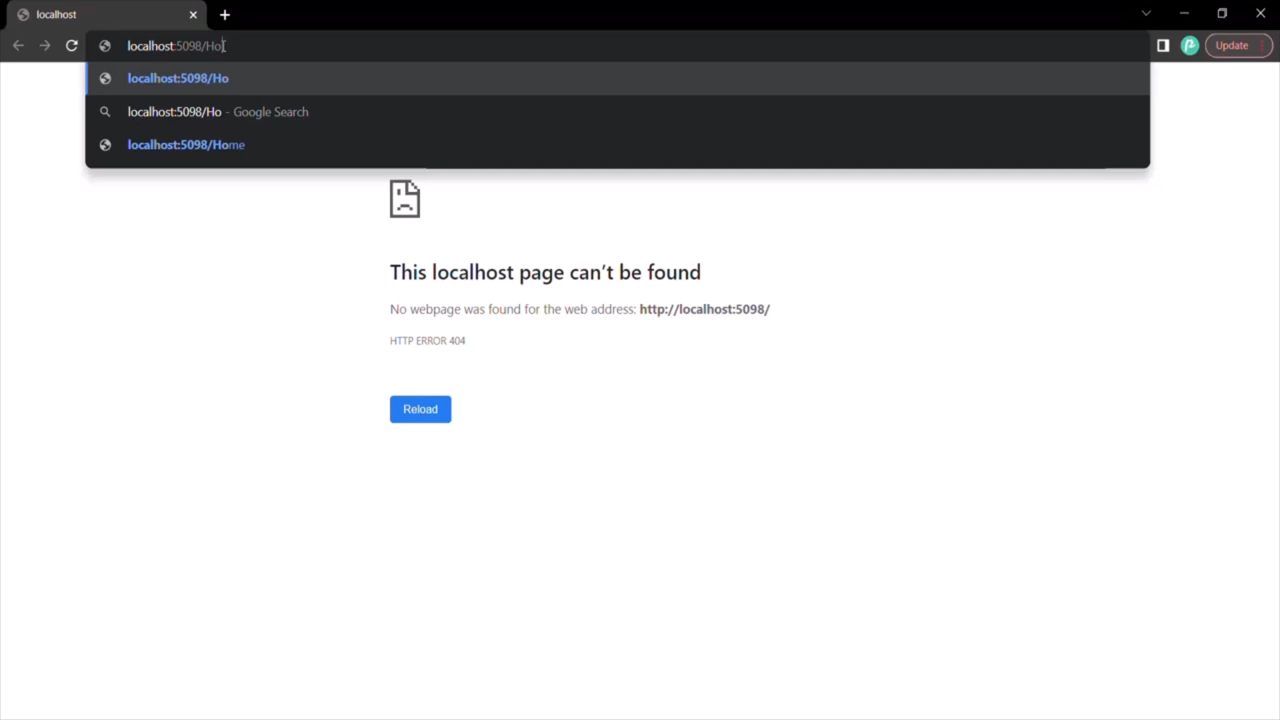 localhost
Update
localhost:5098/Ho
localhost:5098/Ho
localhost:5098/Ho - Google Search
localhost:5098/Home
This localhost page can't be found
No webpage was found for the web address: http://localhost:5098/
HTTP ERROR 404
Reload